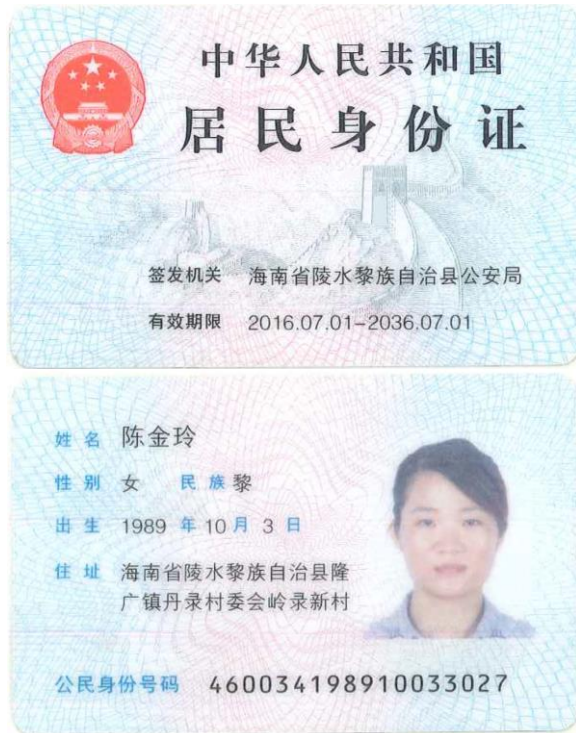 中华人民共和国
居民身份证
签发机关 海南省陵水黎族自治县公安局
有效期限 2016.07.01-2036.07.01
姓名 陈金玲
性别 女 民族 黎
出生 1989 年 10 月 3 日
住址 海南省陵水黎族自治县隆
广镇丹录村委会岭录新村
公民身份号码 460034198910033027